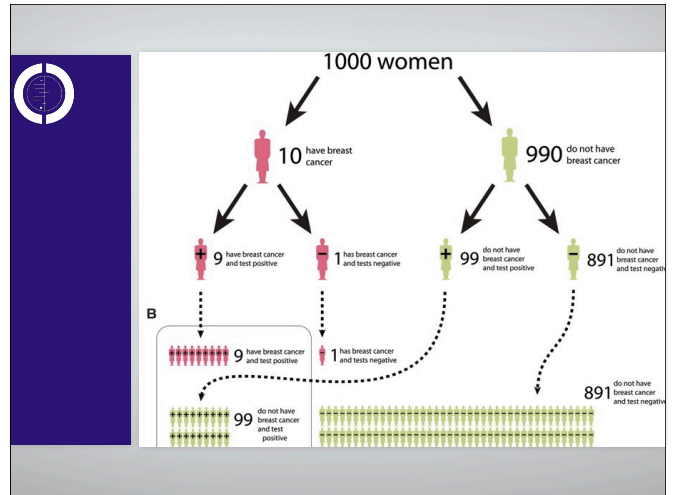 1000 women
10 have breast
cancer
990 do not have
breast cancer
9 have breast cancer
and test positive
1 has breast cancer
and tests negative
99 do not have
breast cancer
and test positive
891 do not have
breast cancer
and test negativ
B
9 have breast cancer
and test positive
1 has breast cancer
and tests negative
891 do not have
breast cancer
and test negative
99 do not have
breast cancer
and test
positive